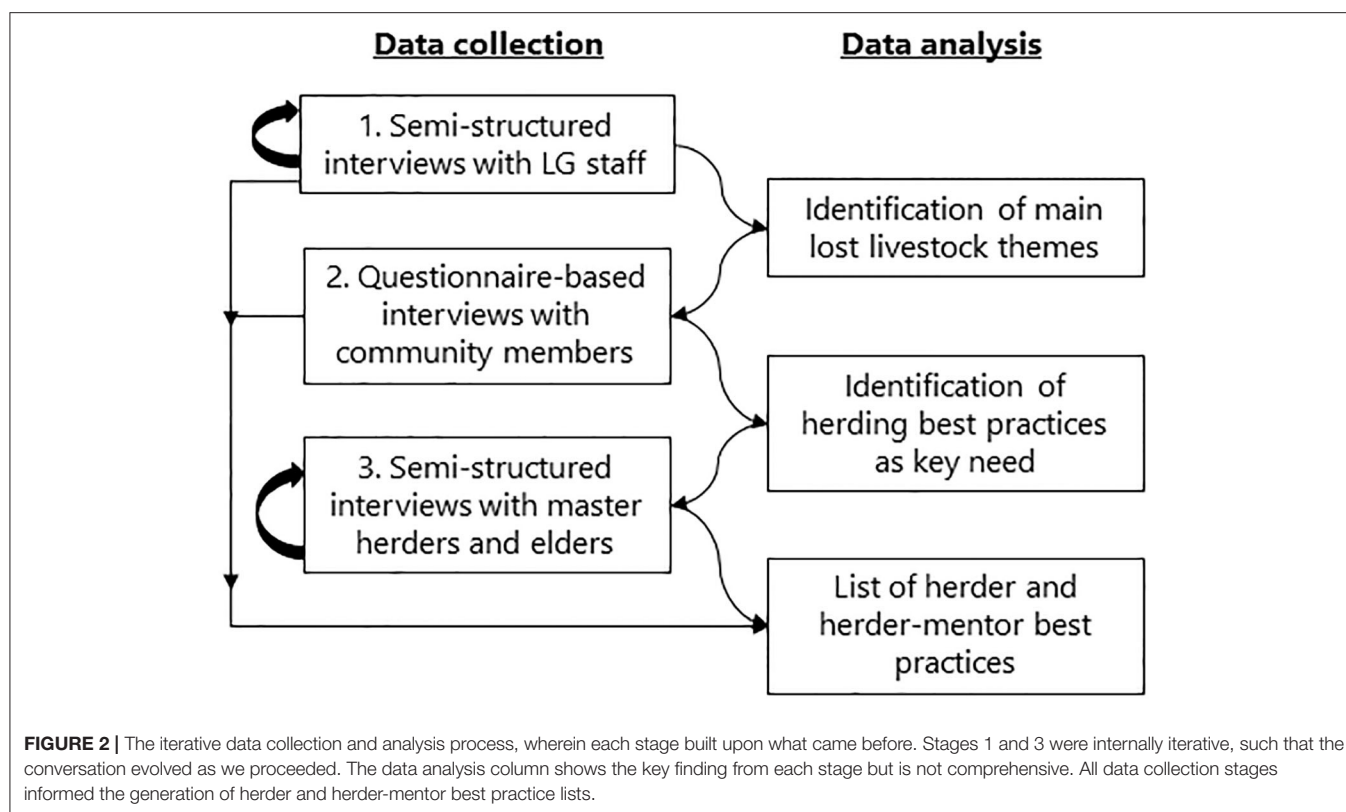 Data collection
Data analysis
1. Semi-structured
interviews with LG staff
Identification of main
lost livestock themes
2. Questionnaire-based
interviews with
community members
Identification of
herding best practices
as key need
3. Semi-structured
interviews with master
herders and elders
List of herder and
herder-mentor best
practices
FIGURE 2 | The iterative data collection and analysis process, wherein each stage built upon what came before. Stages 1 and 3 were internally iterative, such that the
conversation evolved as we proceeded. The data analysis column shows the key finding from each stage but is not comprehensive. All data collection stages
informed the generation of herder and herder-mentor best practice lists.